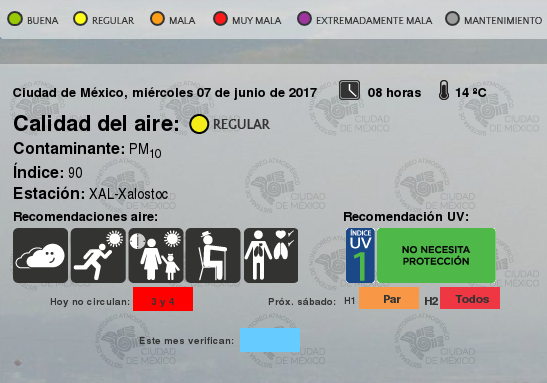 BUENA REGULAR MALA MUY MALA EXTREMADAMENTE MALA MANTENIMIENTO
Ciudad de México, miércoles 07 de junio de 2017 08 horas 14 ºC
Calidad del aire: REGULAR
Contaminante: PM10
Índice: 90
Estación: XAL-Xalostoc
Recomendaciones aire: Recomendación UV:
ÍNDICE
UV
1
NO NECESITA
PROTECCIÓN
Hoy no circulan: 3 y 4 Próx. sábado: H1 Par H2 Todos
Este mes verifican:
CIUDAD
DE MÉXICO